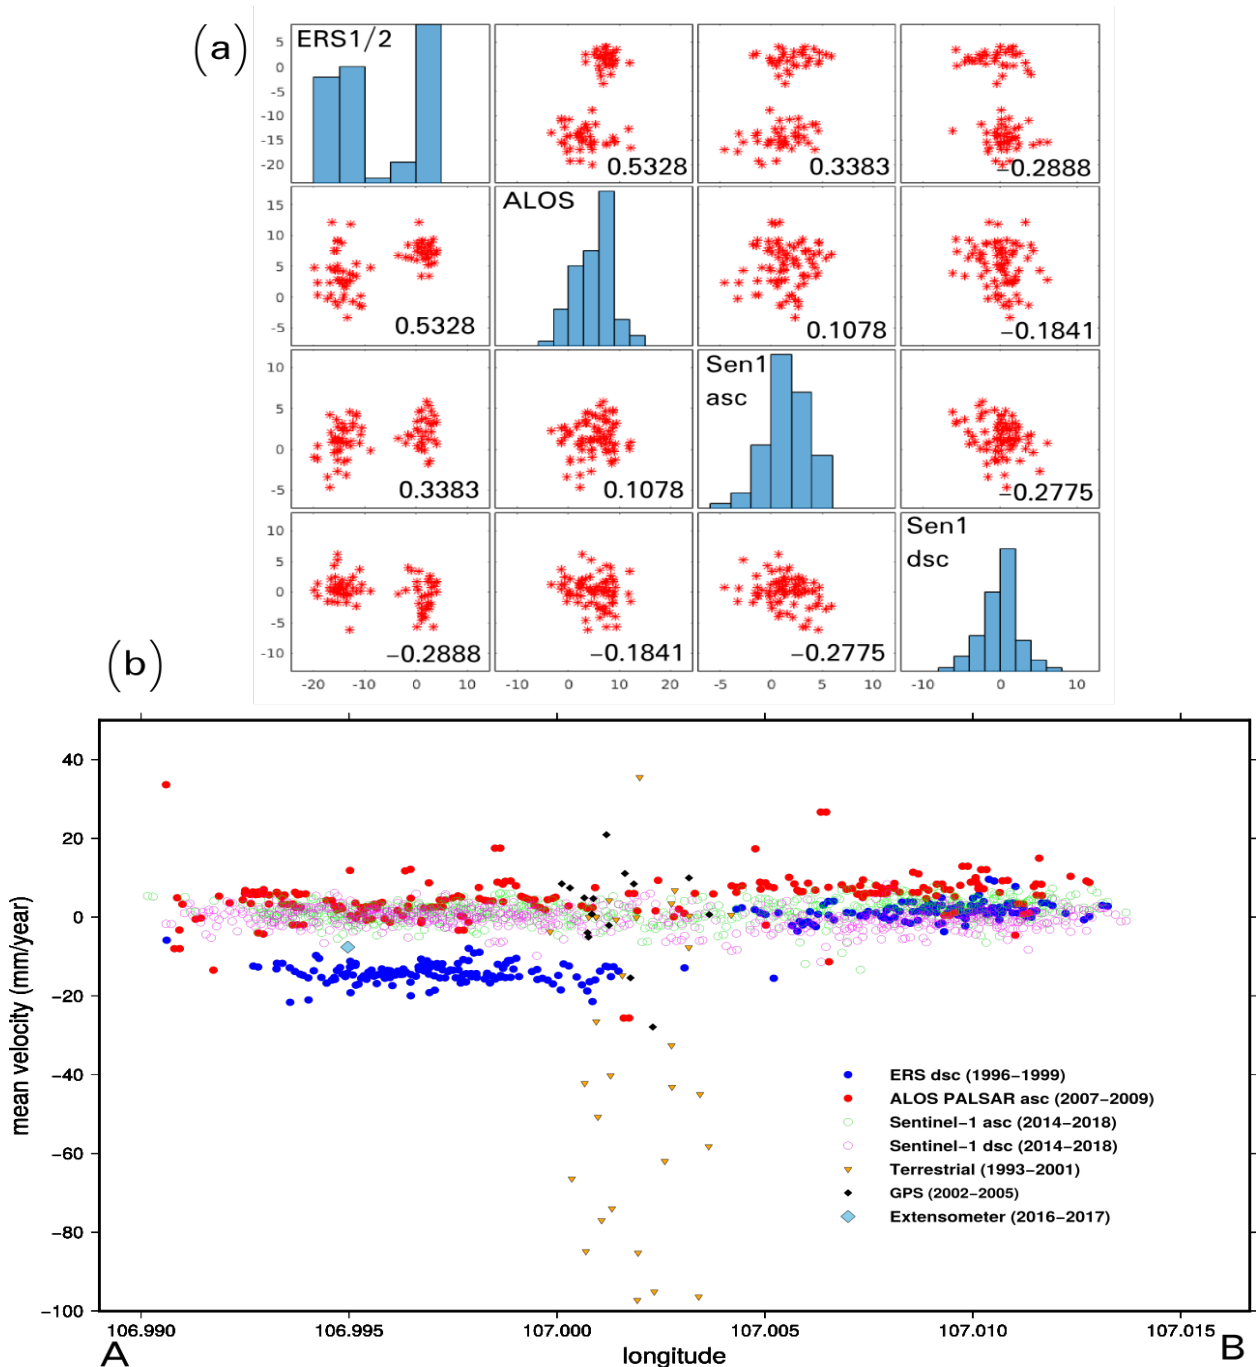 (a)
ERS1/2
5
0
-5
-10
-15
-20
0.5328
0.3383
-0.2888
ALOS
15
10
5
0
-5
0.5328
0.1078
-0.1841
Sen1
asc
10
5
0
-5
0.3383
0.1078
-0.2775
Sen1
dsc
10
5
0
-5
-10
-0.2888
-0.1841
-0.2775
-20 -10 0 10
-10 0 10 20
-5 0 5 10
-10 0 10
(b)
mean velocity (mm/year)
40
20
0
-20
-40
-60
-80
-100
ERS dsc (1996-1999)
ALOS PALSAR asc (2007-2009)
Sentinel-1 asc (2014-2018)
Sentinel-1 dsc (2014-2018)
Terrestrial (1993-2001)
GPS (2002-2005)
Extensometer (2016-2017)
106.990 106.995 107.000 107.005 107.010 107.015
A longitude B